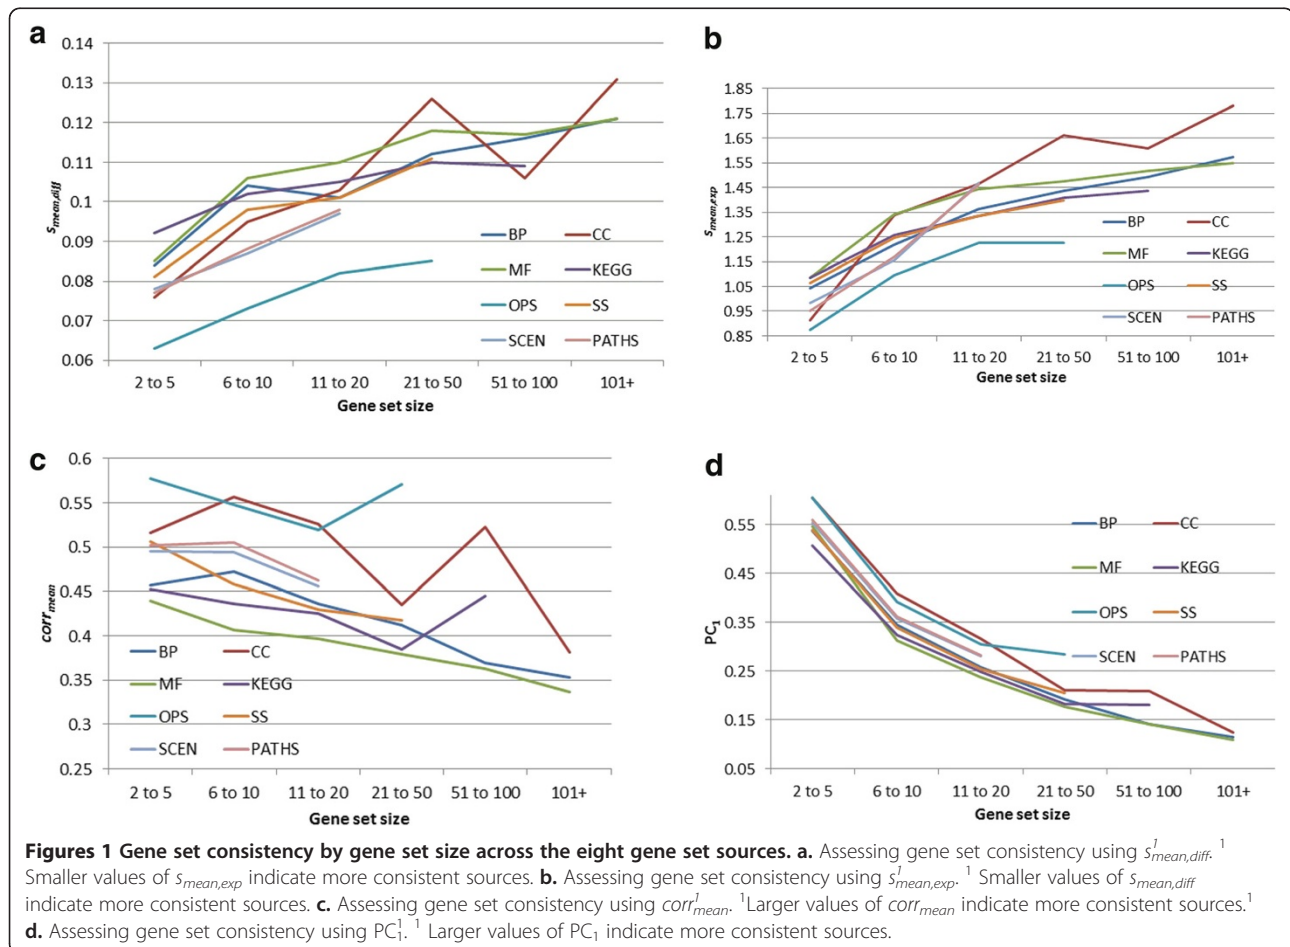 a
0.14
0.13
0.12
0.11
0.1
0.09
0.08
0.07
0.06
s_mean,diff
BP
CC
MF
KEGG
OPS
SS
SCEN
PATHS
2 to 5 6 to 10 11 to 20 21 to 50 51 to 100 101+
Gene set size
b
1.85
1.75
1.65
1.55
1.45
1.35
1.25
1.15
1.05
0.95
0.85
s_mean,exp
BP
CC
MF
KEGG
OPS
SS
SCEN
PATHS
2 to 5 6 to 10 11 to 20 21 to 50 51 to 100 101+
Gene set size
c
0.6
0.55
0.5
0.45
0.4
0.35
0.3
0.25
corr_mean
BP
CC
MF
KEGG
OPS
SS
SCEN
PATHS
2 to 5 6 to 10 11 to 20 21 to 50 51 to 100 101+
Gene set size
d
0.55
0.45
0.35
0.25
0.15
0.05
PC₁
BP
CC
MF
KEGG
OPS
SS
SCEN
PATHS
2 to 5 6 to 10 11 to 20 21 to 50 51 to 100 101+
Gene set size
Figures 1 Gene set consistency by gene set size across the eight gene set sources. a. Assessing gene set consistency using s¹_mean,diff. ¹
Smaller values of s_mean,exp indicate more consistent sources. b. Assessing gene set consistency using s¹_mean,exp. ¹ Smaller values of s_mean,diff
indicate more consistent sources. c. Assessing gene set consistency using corr¹_mean. ¹Larger values of corr_mean indicate more consistent sources.¹
d. Assessing gene set consistency using PC₁¹. ¹ Larger values of PC₁ indicate more consistent sources.